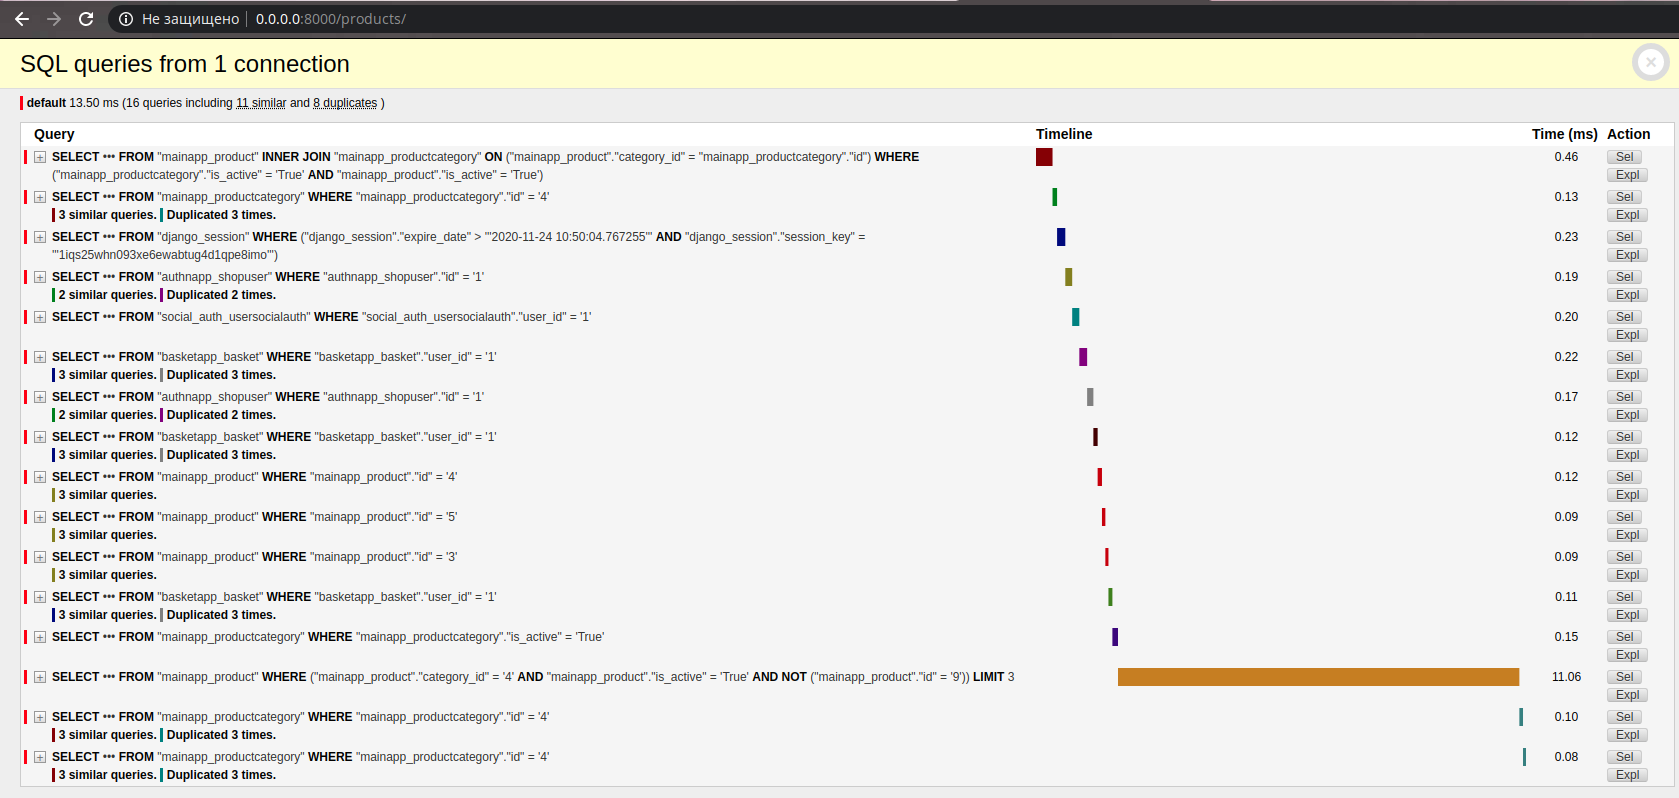 Не защищено 0.0.0.0:8000/products/
SQL queries from 1 connection
default 13.50 ms (16 queries including 11 similar and 8 duplicates )
Query Timeline Time (ms) Action
SELECT ••• FROM "mainapp_product" INNER JOIN "mainapp_productcategory" ON ("mainapp_product"."category_id" = "mainapp_productcategory"."id") WHERE 0.46 Sel
("mainapp_productcategory"."is_active" = 'True' AND "mainapp_product"."is_active" = 'True') Expl
SELECT ••• FROM "mainapp_productcategory" WHERE "mainapp_productcategory"."id" = '4' 0.13 Sel
3 similar queries. Duplicated 3 times. Expl
SELECT ••• FROM "django_session" WHERE ("django_session"."expire_date" > '''2020-11-24 10:50:04.767255''' AND "django_session"."session_key" = 0.23 Sel
'''1iqs25whn093xe6ewabtug4d1qpe8imo''') Expl
SELECT ••• FROM "authnapp_shopuser" WHERE "authnapp_shopuser"."id" = '1' 0.19 Sel
2 similar queries. Duplicated 2 times. Expl
SELECT ••• FROM "social_auth_usersocialauth" WHERE "social_auth_usersocialauth"."user_id" = '1' 0.20 Sel
Expl
SELECT ••• FROM "basketapp_basket" WHERE "basketapp_basket"."user_id" = '1' 0.22 Sel
3 similar queries. Duplicated 3 times. Expl
SELECT ••• FROM "authnapp_shopuser" WHERE "authnapp_shopuser"."id" = '1' 0.17 Sel
2 similar queries. Duplicated 2 times. Expl
SELECT ••• FROM "basketapp_basket" WHERE "basketapp_basket"."user_id" = '1' 0.12 Sel
3 similar queries. Duplicated 3 times. Expl
SELECT ••• FROM "mainapp_product" WHERE "mainapp_product"."id" = '4' 0.12 Sel
3 similar queries. Expl
SELECT ••• FROM "mainapp_product" WHERE "mainapp_product"."id" = '5' 0.09 Sel
3 similar queries. Expl
SELECT ••• FROM "mainapp_product" WHERE "mainapp_product"."id" = '3' 0.09 Sel
3 similar queries. Expl
SELECT ••• FROM "basketapp_basket" WHERE "basketapp_basket"."user_id" = '1' 0.11 Sel
3 similar queries. Duplicated 3 times. Expl
SELECT ••• FROM "mainapp_productcategory" WHERE "mainapp_productcategory"."is_active" = 'True' 0.15 Sel
Expl
SELECT ••• FROM "mainapp_product" WHERE ("mainapp_product"."category_id" = '4' AND "mainapp_product"."is_active" = 'True' AND NOT ("mainapp_product"."id" = '9')) LIMIT 3 11.06 Sel
Expl
SELECT ••• FROM "mainapp_productcategory" WHERE "mainapp_productcategory"."id" = '4' 0.10 Sel
3 similar queries. Duplicated 3 times. Expl
SELECT ••• FROM "mainapp_productcategory" WHERE "mainapp_productcategory"."id" = '4' 0.08 Sel
3 similar queries. Duplicated 3 times. Expl